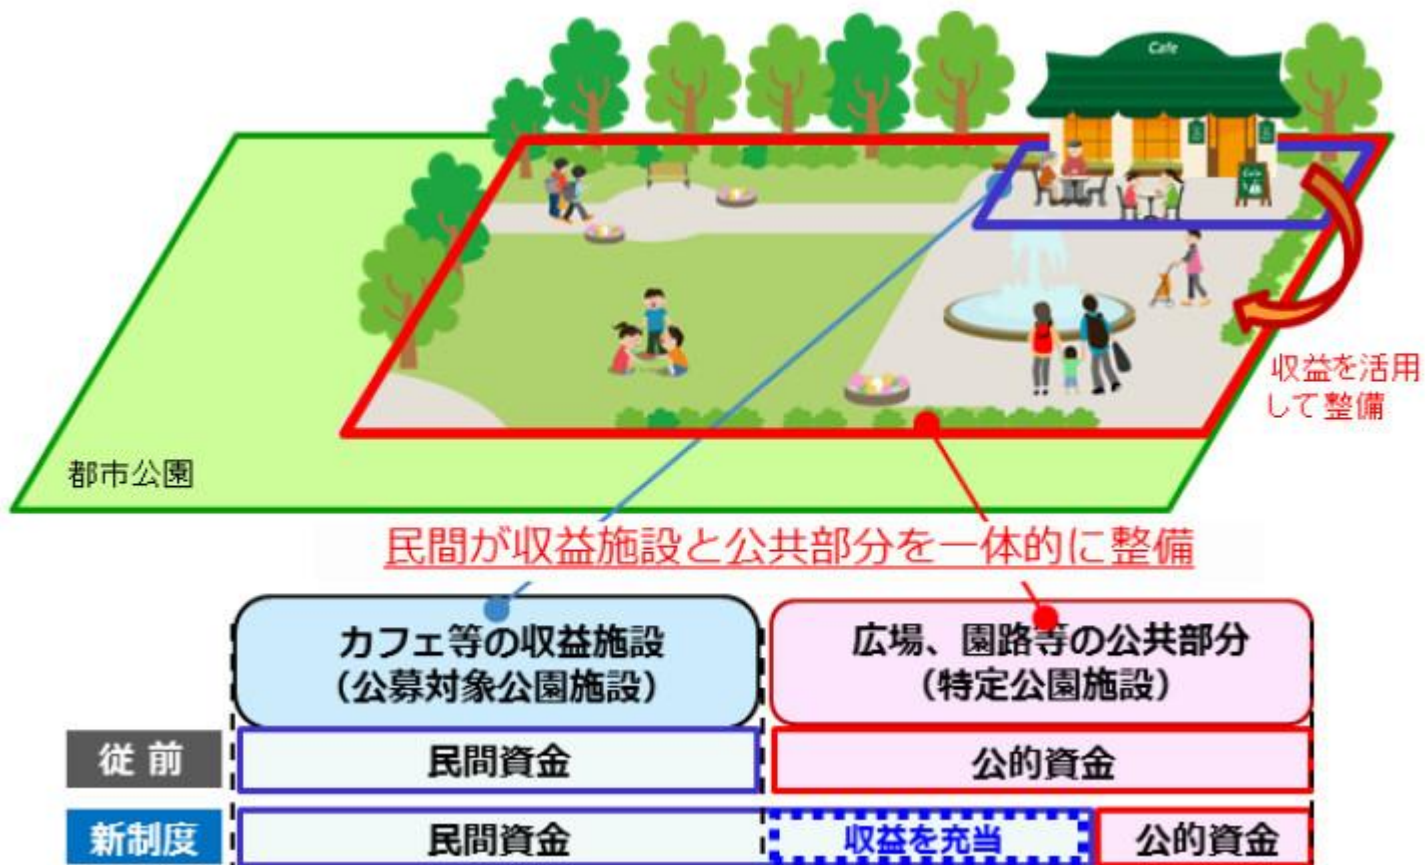 Cafe
収益を活用
して整備
都市公園
民間が収益施設と公共部分を一体的に整備
カフェ等の収益施設
(公募対象公園施設)
広場、園路等の公共部分
(特定公園施設)
従前
民間資金
公的資金
新制度
民間資金
収益を充当
公的資金